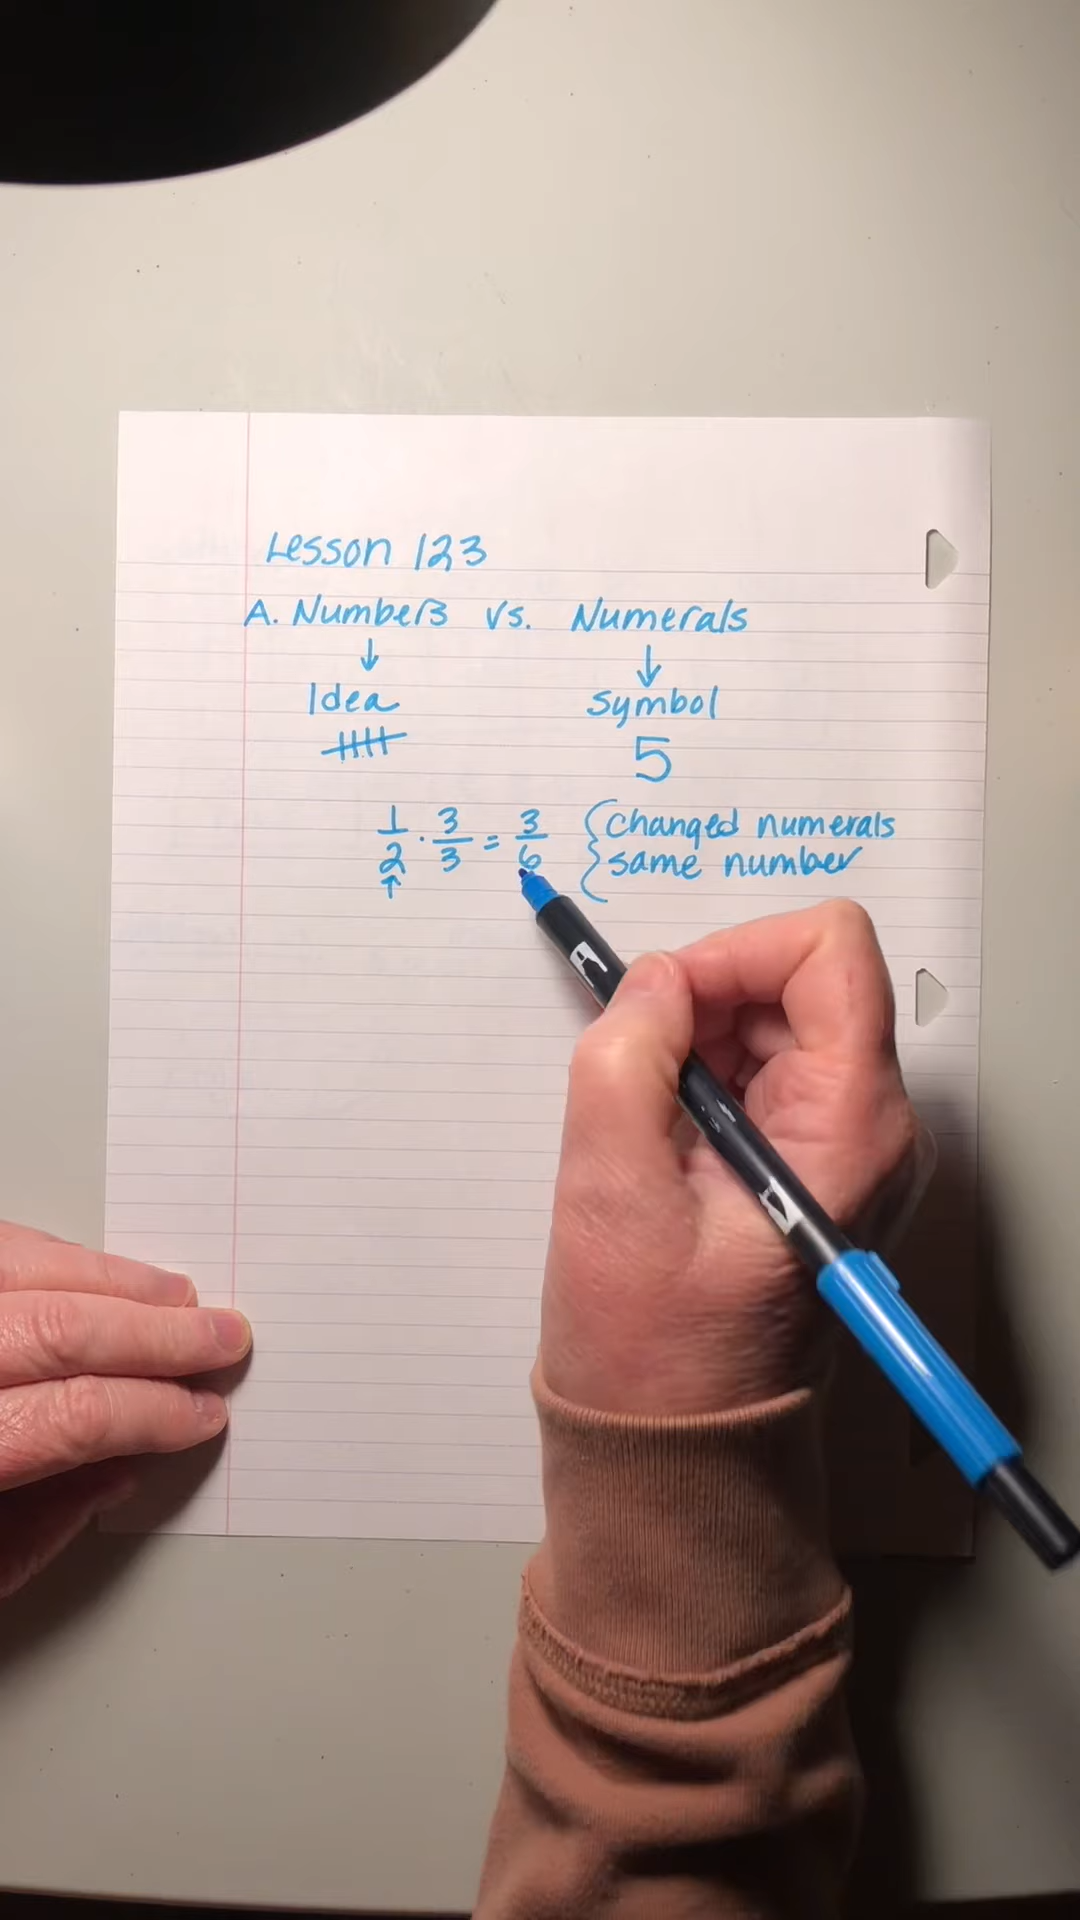 Lesson 123
A. Numbers vs. Numerals
↓ ↓
Idea Symbol
5
1/2 · 3/3 = 3/6 { changed numerals
same number
↑